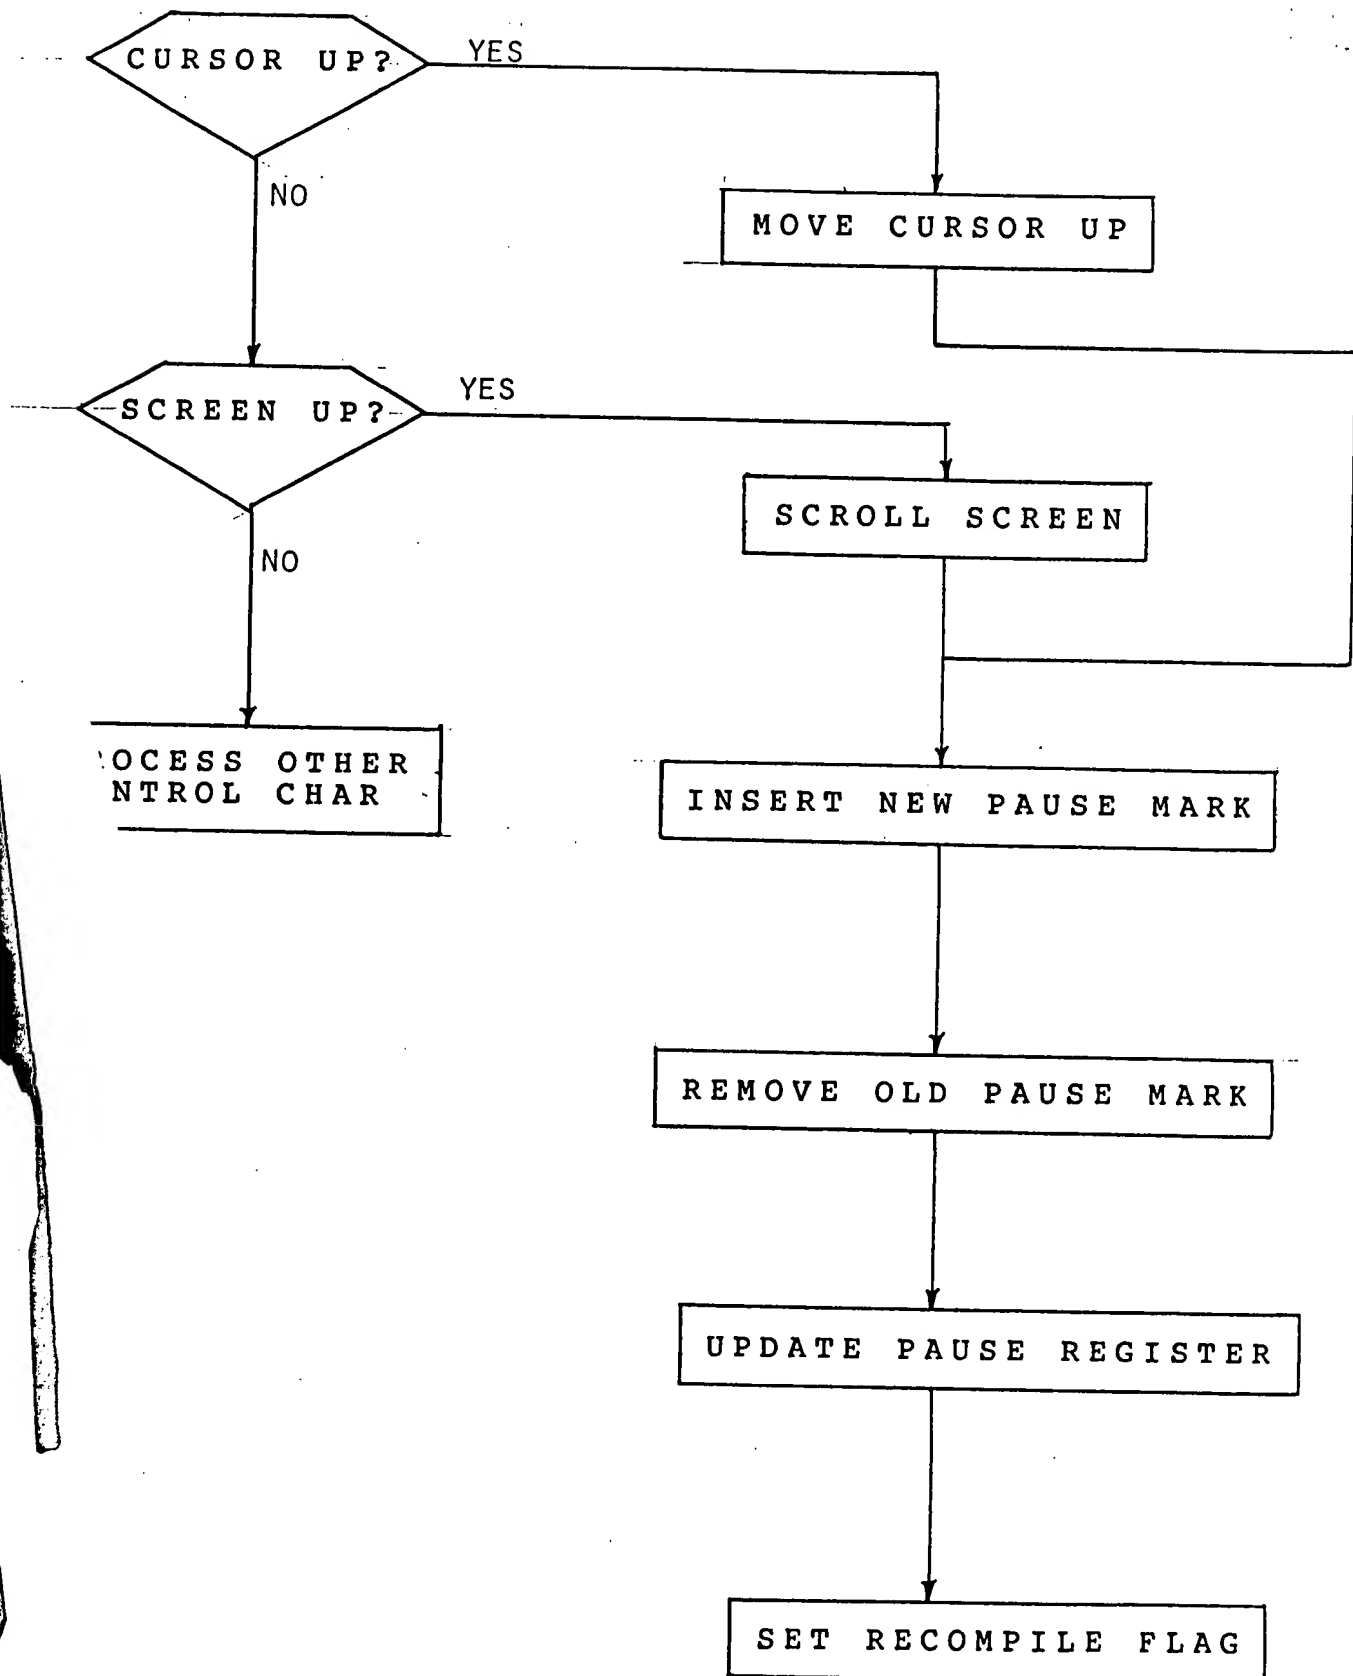 CURSOR UP?
YES
NO
MOVE CURSOR UP
SCREEN UP?
YES
NO
SCROLL SCREEN
OCESS OTHER
NTROL CHAR
INSERT NEW PAUSE MARK
REMOVE OLD PAUSE MARK
UPDATE PAUSE REGISTER
SET RECOMPILE FLAG